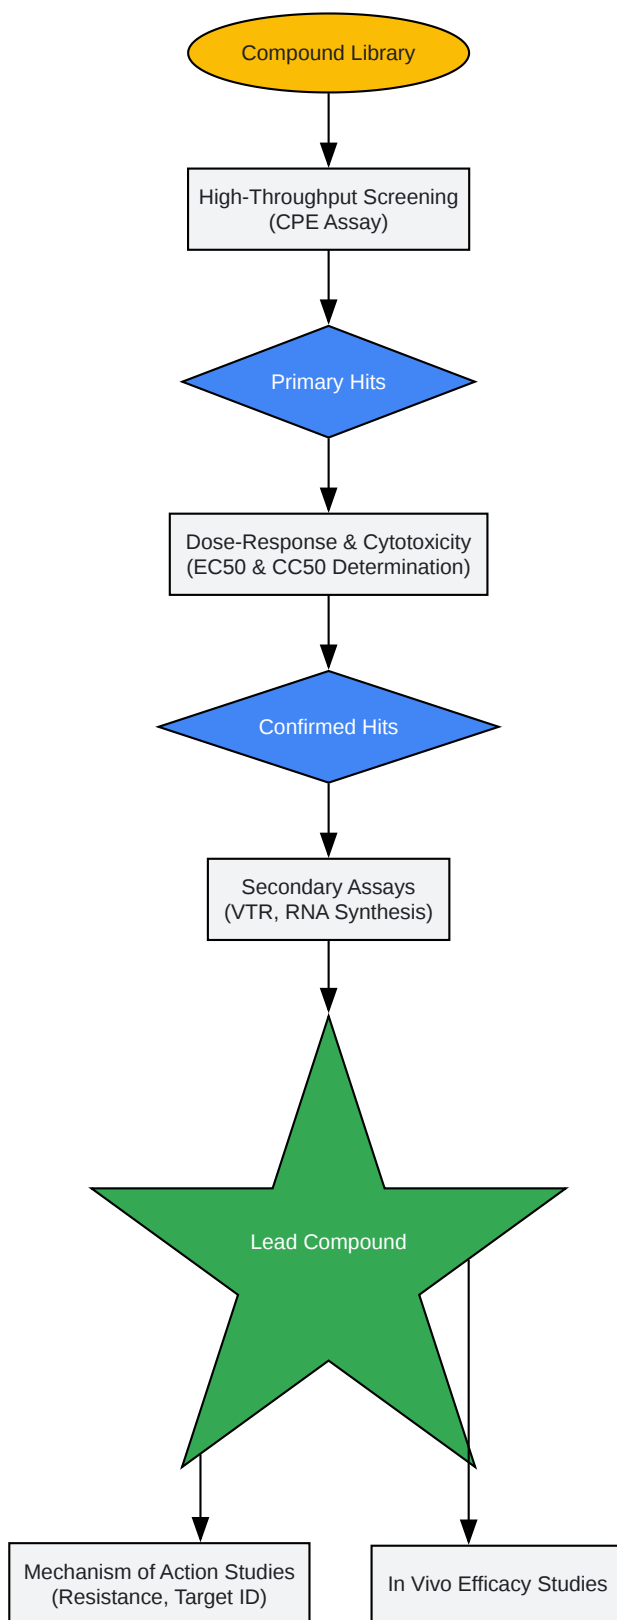 Compound Library
High-Throughput Screening
(CPE Assay)
Primary Hits
Dose-Response & Cytotoxicity
(EC50 & CC50 Determination)
Confirmed Hits
Secondary Assays
(VTR, RNA Synthesis)
Lead Compound
Mechanism of Action Studies
(Resistance, Target ID)
In Vivo Efficacy Studies